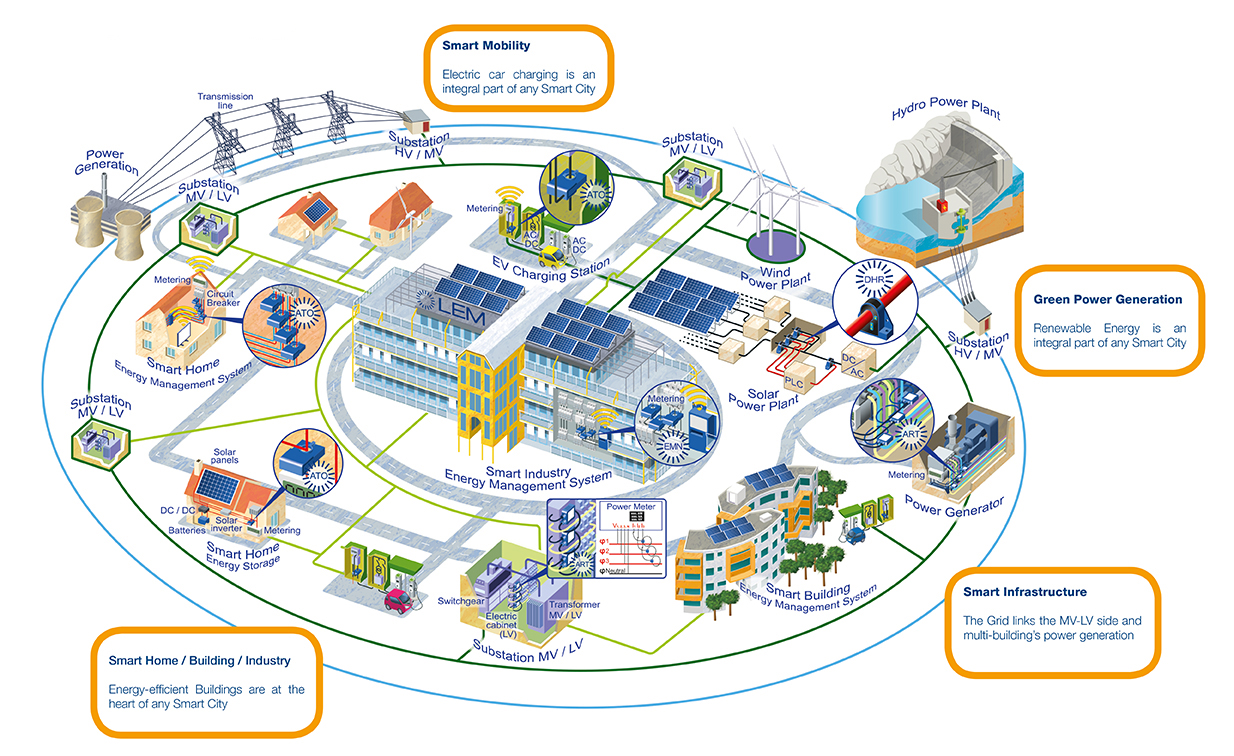 Smart Mobility
Electric car charging is an
integral part of any Smart City
Transmission
line
Substation
HV / MV
Power
Generation
Substation
MV / LV
Hydro Power Plant
Substation
MV / LV
Metering
ATO
AC/
DC
AC
DC
EV Charging Station
Wind
Power Plant
Metering
Circuit
Breaker
ATO
Smart Home
Energy Management System
LEM
DHR
Green Power Generation
Renewable Energy is an
integral part of any Smart City
Substation
HV / MV
DC
AC
PLC
Solar
Power Plant
Substation
MV / LV
Metering
EMN
Smart Industry
Energy Management System
ART
Metering
Power Generator
Solar
panels
ATO
DC / DC
Batteries
Solar
inverter
Metering
Smart Home
Energy Storage
Power Meter
φ1
φ2
φ3
φNeutral
ART
Switchgear
Electric
cabinet
(LV)
Transformer
MV / LV
Substation MV / LV
Smart Building
Energy Management System
Smart Infrastructure
The Grid links the MV-LV side and
multi-building's power generation
Smart Home / Building / Industry
Energy-efficient Buildings are at the
heart of any Smart City